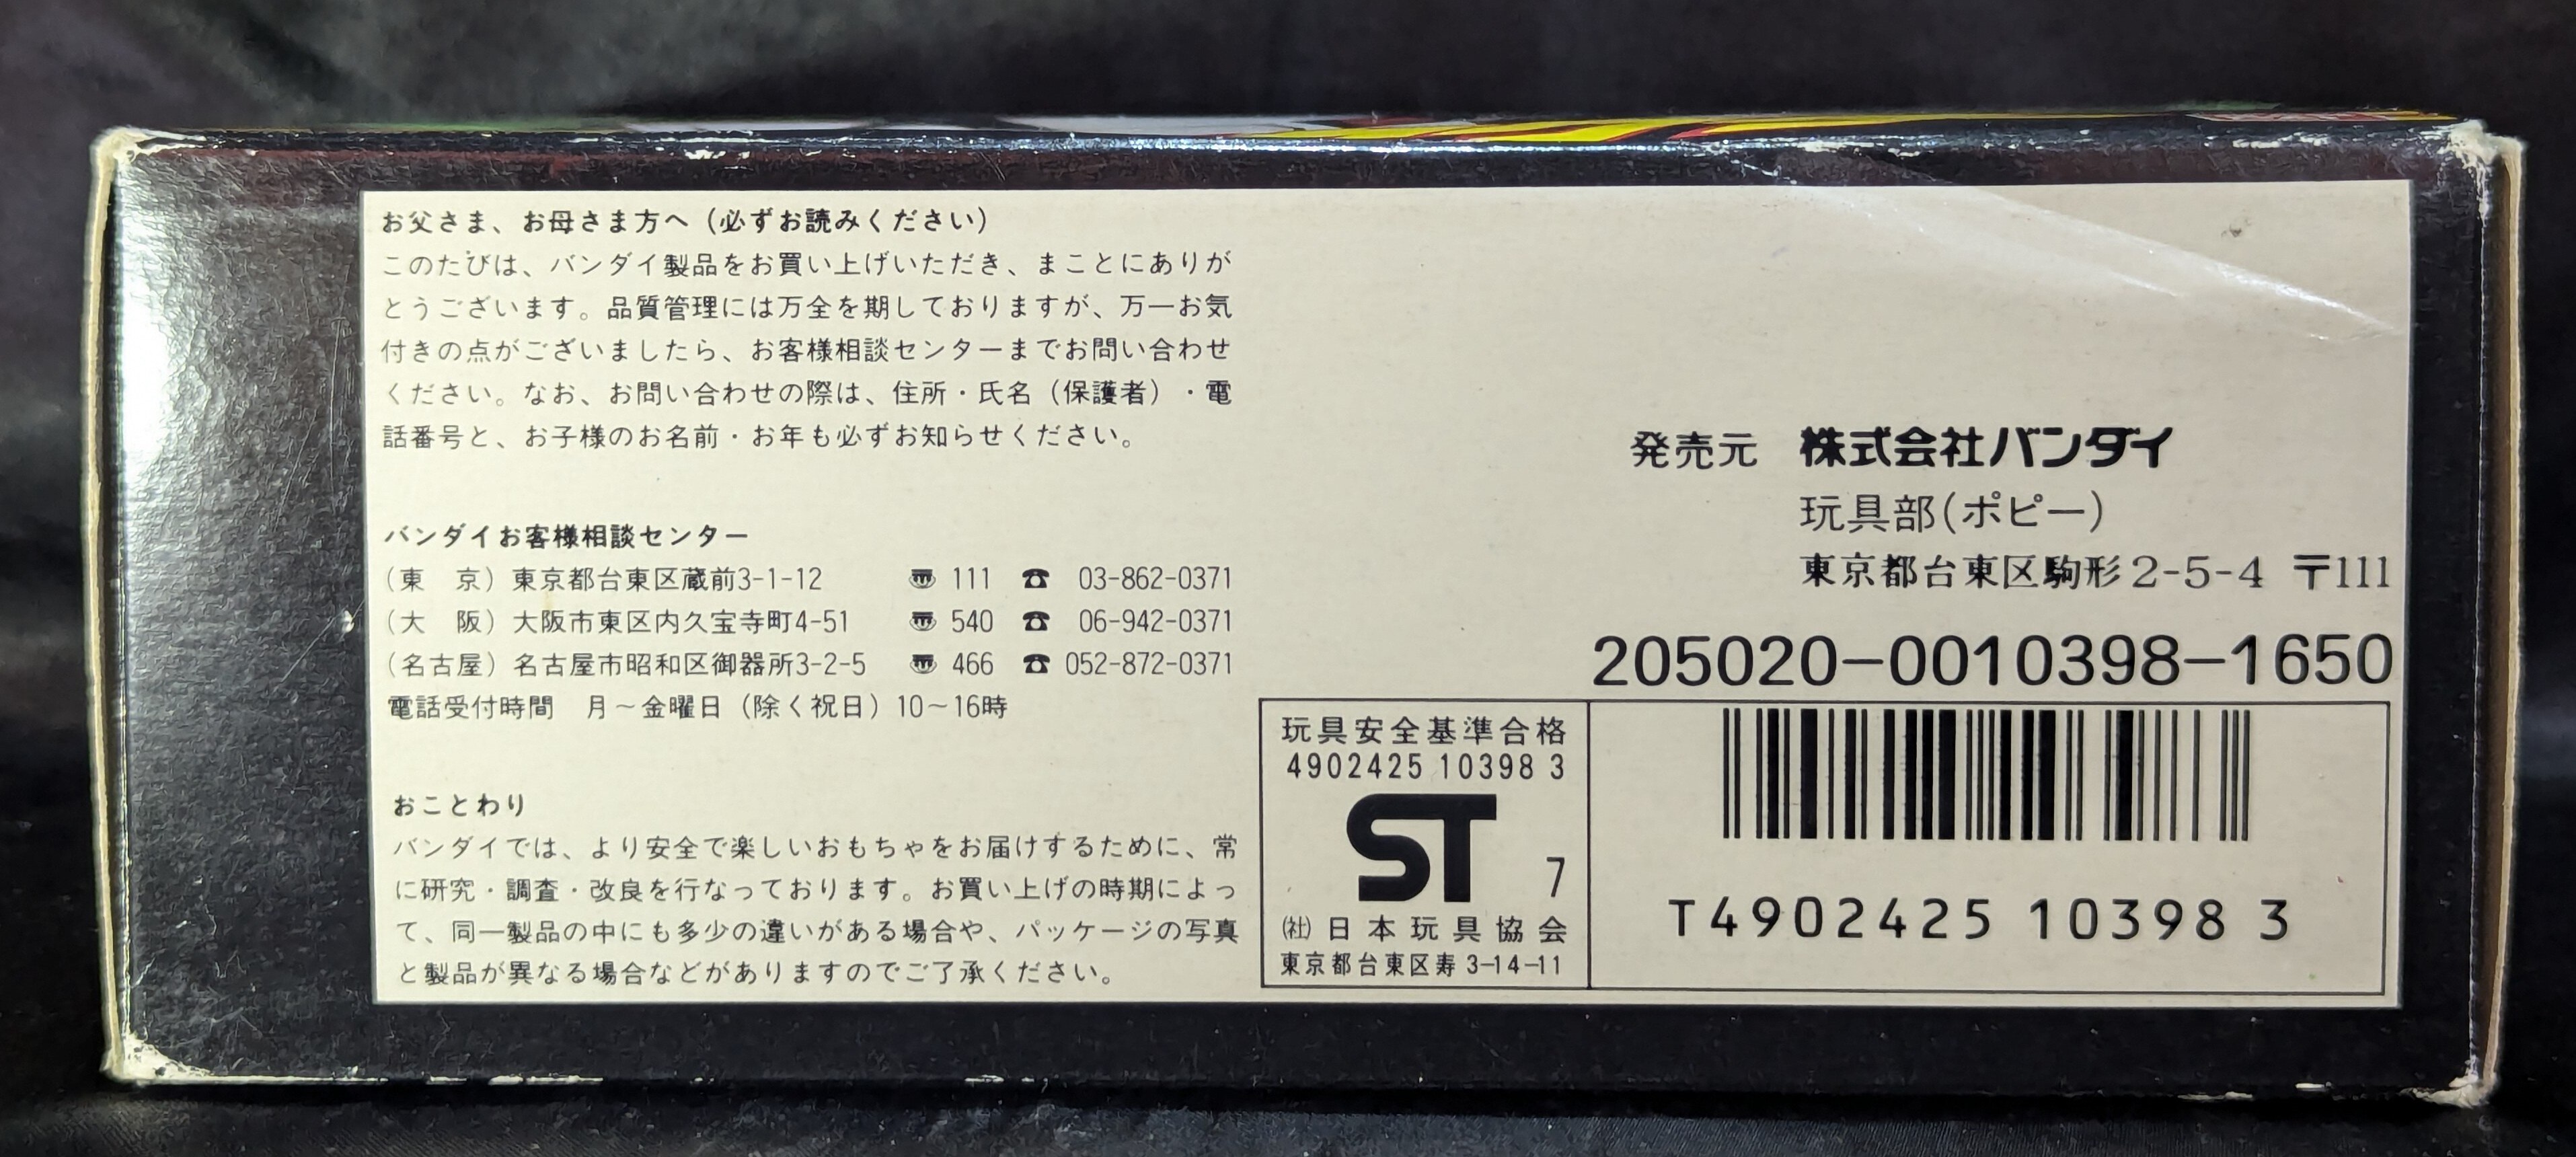 お父さま、お母さま方へ（必ずお読みください）
このたびは、バンダイ製品をお買い上げいただき、まことにありが
とうございます。品質管理には万全を期しておりますが、万一お気
付きの点がございましたら、お客様相談センターまでお問い合わせ
ください。なお、お問い合わせの際は、住所・氏名（保護者）・電
話番号と、お子様のお名前・お年も必ずお知らせください。
バンダイお客様相談センター
（東　京）東京都台東区蔵前3-1-12 〠 111 ☎ 03-862-0371
（大　阪）大阪市東区内久宝寺町4-51 〠 540 ☎ 06-942-0371
（名古屋）名古屋市昭和区御器所3-2-5 〠 466 ☎ 052-872-0371
電話受付時間　月～金曜日（除く祝日）10～16時
おことわり
バンダイでは、より安全で楽しいおもちゃをお届けするために、常
に研究・調査・改良を行なっております。お買い上げの時期によっ
て、同一製品の中にも多少の違いがある場合や、パッケージの写真
と製品が異なる場合などがありますのでご了承ください。
発売元　株式会社バンダイ
玩具部(ポピー)
東京都台東区駒形2-5-4 〒111
205020-0010398-1650
玩具安全基準合格
4902425 10398 3
ST 7
㈳日本玩具協会
東京都台東区寿3-14-11
T4902425 10398 3